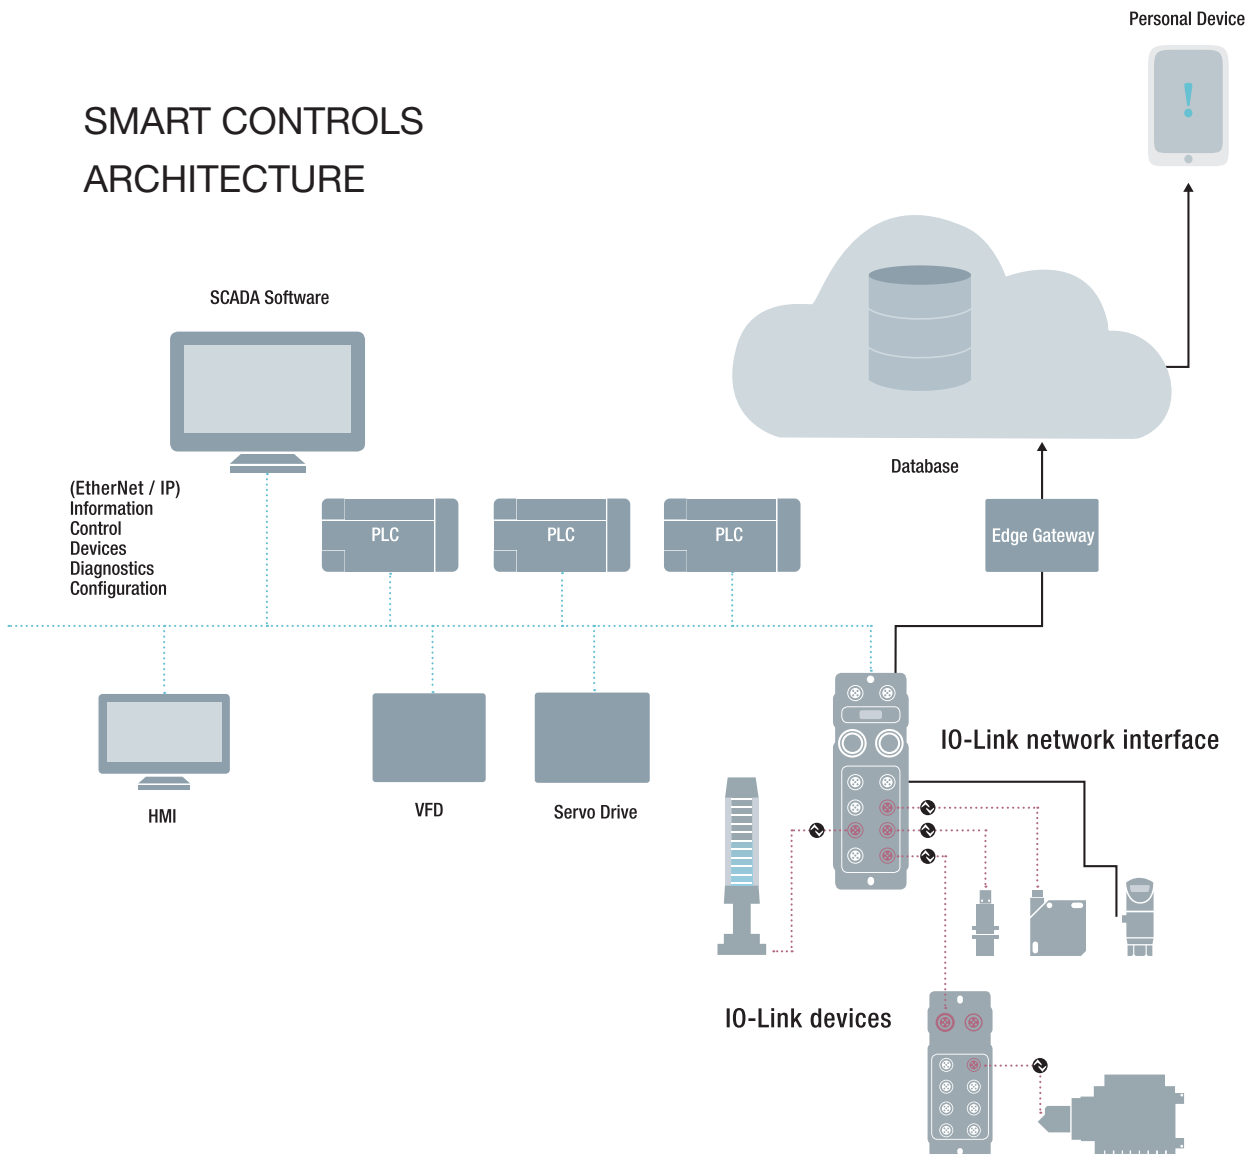 Personal Device
SMART CONTROLS
ARCHITECTURE
!
SCADA Software
Database
(EtherNet / IP)
Information
Control
Devices
Diagnostics
Configuration
PLC
PLC
PLC
Edge Gateway
IO-Link network interface
HMI
VFD
Servo Drive
IO-Link devices